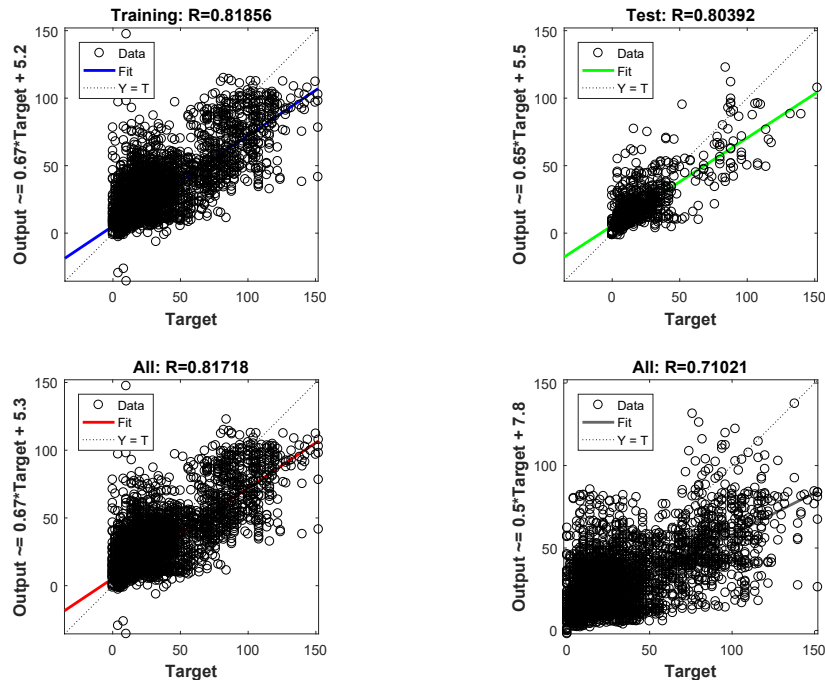 Training: R=0.81856
Output ~= 0.67*Target + 5.2
150
100
50
0
Data
Fit
Y = T
0 50 100 150
Target
Test: R=0.80392
Output ~= 0.65*Target + 5.5
150
100
50
0
Data
Fit
Y = T
0 50 100 150
Target
All: R=0.81718
Output ~= 0.67*Target + 5.3
150
100
50
0
Data
Fit
Y = T
0 50 100 150
Target
All: R=0.71021
Output ~= 0.5*Target + 7.8
150
100
50
0
Data
Fit
Y = T
0 50 100 150
Target